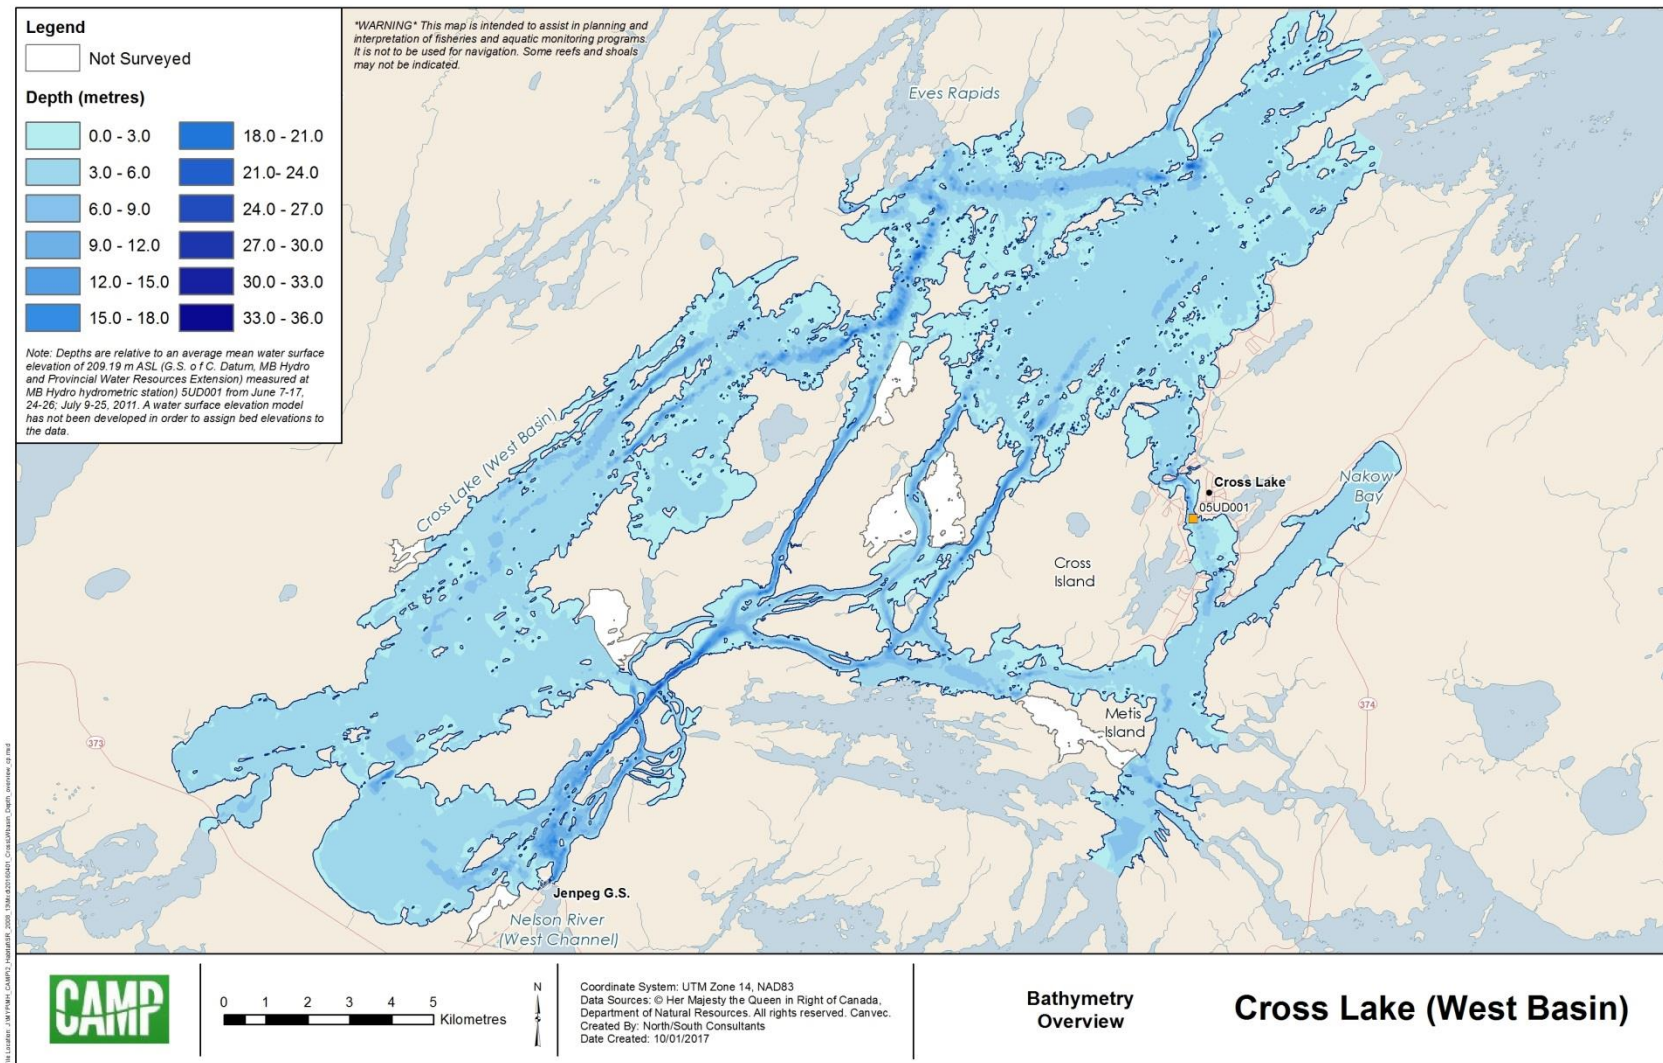 Legend
Not Surveyed
Depth (metres)
0.0 - 3.0
3.0 - 6.0
6.0 - 9.0
9.0 - 12.0
12.0 - 15.0
15.0 - 18.0
18.0 - 21.0
21.0- 24.0
24.0 - 27.0
27.0 - 30.0
30.0 - 33.0
33.0 - 36.0
Note: Depths are relative to an average mean water surface
elevation of 209.19 m ASL (G.S. o f C. Datum, MB Hydro
and Provincial Water Resources Extension) measured at
MB Hydro hydrometric station) 5UD001 from June 7-17,
24-26; July 9-25, 2011. A water surface elevation model
has not been developed in order to assign bed elevations to
the data.
*WARNING* This map is intended to assist in planning and
interpretation of fisheries and aquatic monitoring programs.
It is not to be used for navigation. Some reefs and shoals
may not be indicated.
Eves Rapids
Cross Lake (West Basin)
Cross Lake
05UD001
Nakow
Bay
Cross
Island
Metis
Island
374
373
Jenpeg G.S.
Nelson River
(West Channel)
CAMP
0 1 2 3 4 5
Kilometres
N
Coordinate System: UTM Zone 14, NAD83
Data Sources: © Her Majesty the Queen in Right of Canada,
Department of Natural Resources. All rights reserved. Canvec.
Created By: North/South Consultants
Date Created: 10/01/2017
Bathymetry
Overview
Cross Lake (West Basin)